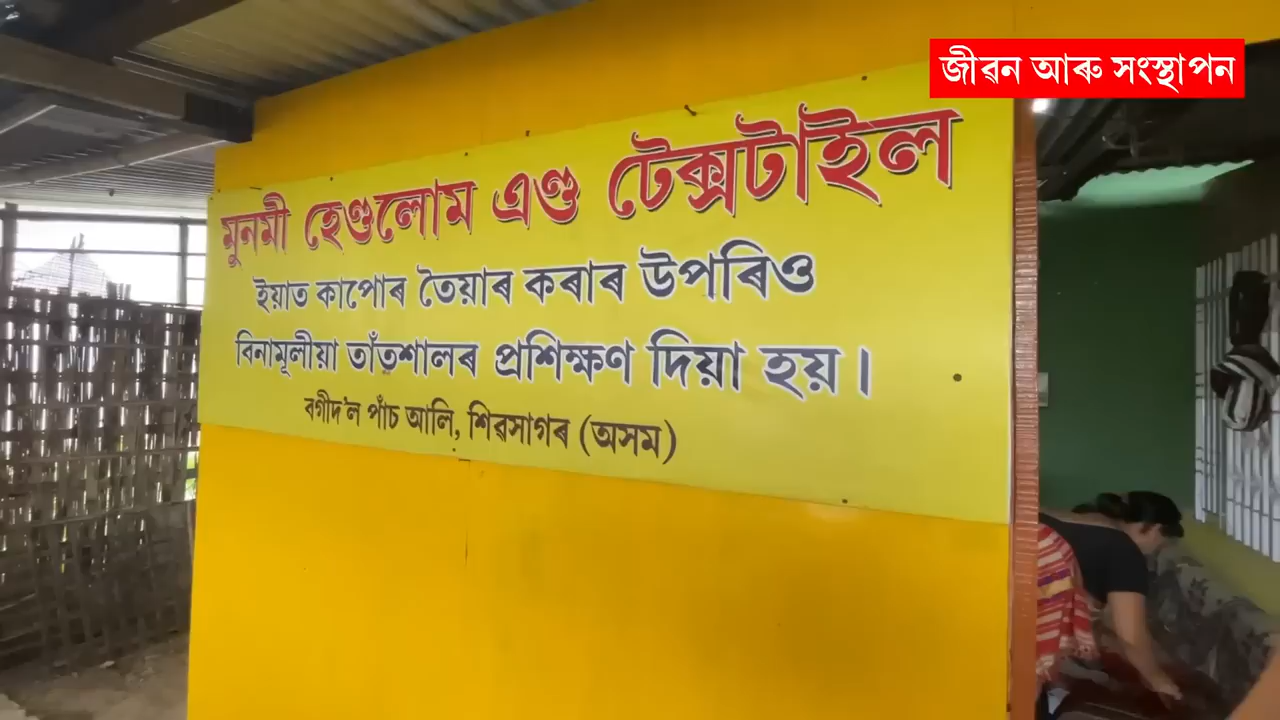 জীৱন আৰু সংস্থাপন
মুনমী হেণ্ডলোম এণ্ড টেক্সটাইল
ইয়াত কাপোৰ তৈয়াৰ কৰাৰ উপৰিও
বিনামূলীয়া তাঁতশালৰ প্ৰশিক্ষণ দিয়া হয়।
বগীদ'ল পাঁচ আলি, শিৱসাগৰ (অসম)